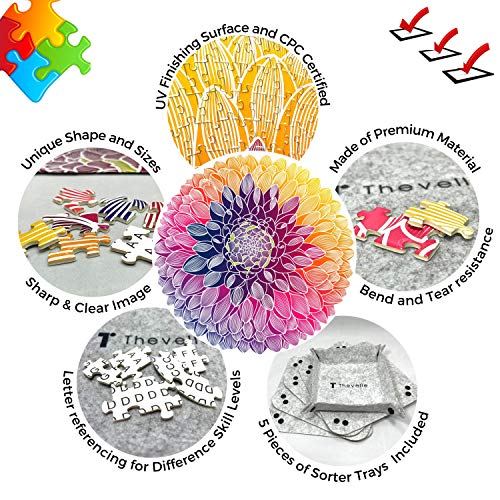 UV Finishing Surface and CPC Certified
Unique Shape and Sizes
Sharp & Clear Image
Made of Premium Material
Thevelle
Bend and Tear resistance
Thevelle
Letter referencing for Difference Skill Levels
Thevelle
5 Pieces of Sorter Trays Included